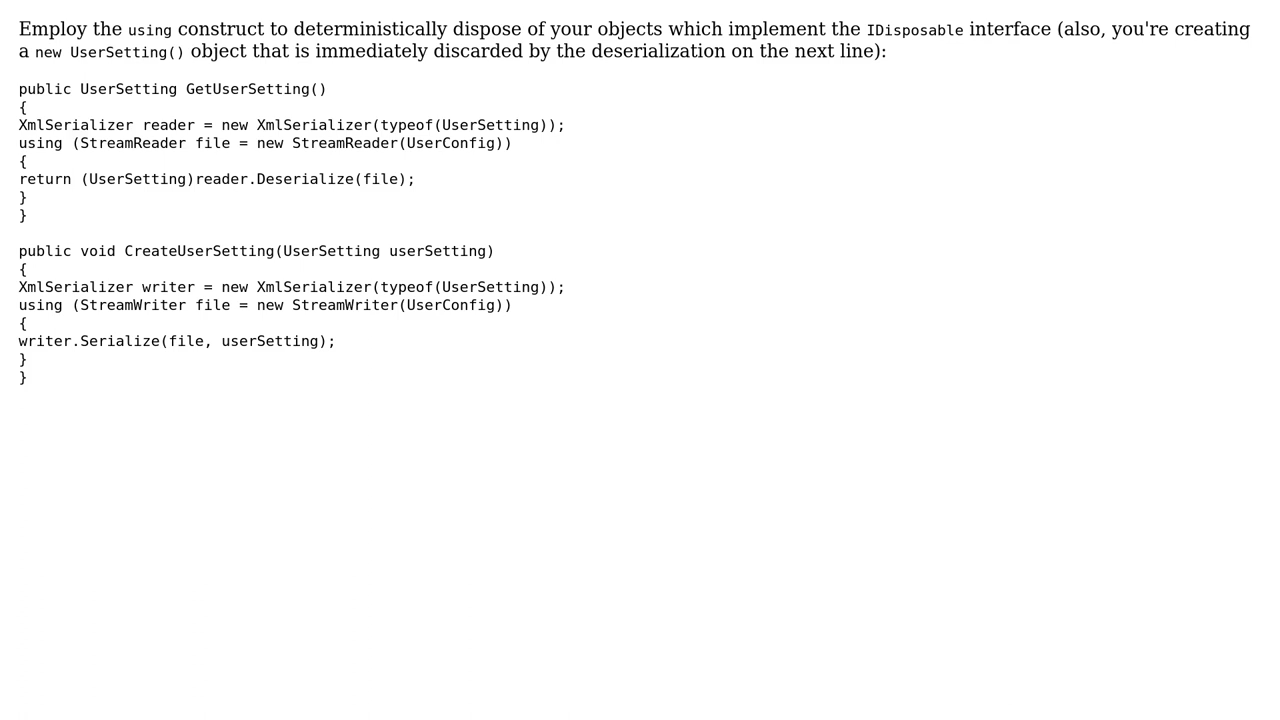 Employ the using construct to deterministically dispose of your objects which implement the IDisposable interface (also, you're creating
a new UserSetting() object that is immediately discarded by the deserialization on the next line):
public UserSetting GetUserSetting()
{
XmlSerializer reader = new XmlSerializer(typeof(UserSetting));
using (StreamReader file = new StreamReader(UserConfig))
{
return (UserSetting)reader.Deserialize(file);
}
}
public void CreateUserSetting(UserSetting userSetting)
{
XmlSerializer writer = new XmlSerializer(typeof(UserSetting));
using (StreamWriter file = new StreamWriter(UserConfig))
{
writer.Serialize(file, userSetting);
}
}